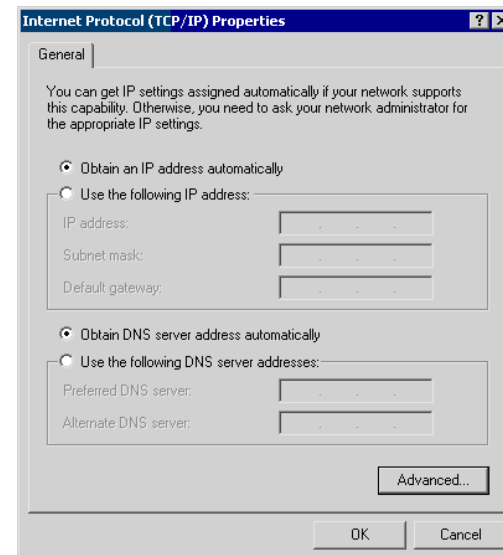 Internet Protocol (TCP/IP) Properties
General
You can get IP settings assigned automatically if your network supports
this capability. Otherwise, you need to ask your network administrator for
the appropriate IP settings.
Obtain an IP address automatically
Use the following IP address:
IP address:
Subnet mask:
Default gateway:
Obtain DNS server address automatically
Use the following DNS server addresses:
Preferred DNS server:
Alternate DNS server:
Advanced...
OK Cancel